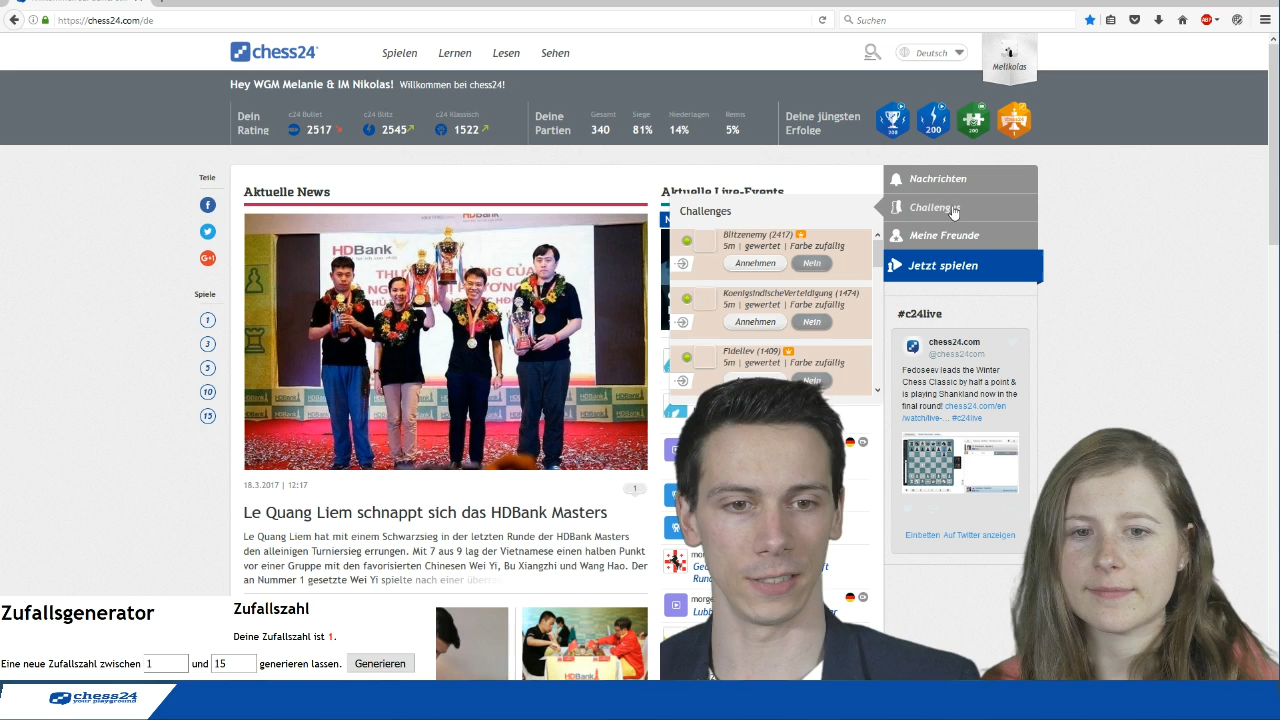 https://chess24.com/de
Suchen
chess24
Spielen
Lernen
Lesen
Sehen
Deutsch
Melikolas
Hey WGM Melanie & IM Nikolas! Willkommen bei chess24!
Dein Rating
c24 Bullet
2517
c24 Blitz
2545
c24 Klassisch
1522
Deine Partien
Gesamt
340
Siege
81%
Niederlagen
14%
Remis
5%
Deine jüngsten Erfolge
200
200
200
1
Teile
Spiele
1
3
5
10
15
Aktuelle News
HDBank
18.3.2017 | 12:17
1
Le Quang Liem schnappt sich das HDBank Masters
Le Quang Liem hat mit einem Schwarzsieg in der letzten Runde der HDBank Masters
den alleinigen Turniersieg errungen. Mit 7 aus 9 lag der Vietnamese einen halben Punkt
vor einer Gruppe mit den favorisierten Chinesen Wei Yi, Bu Xiangzhi und Wang Hao. Der
an Nummer 1 gesetzte Wei Yi spielte nach einer
Aktuelle Live-Events
Challenges
Blitzenemy (2417)
5m | gewertet | Farbe zufällig
Annehmen
Nein
KoenigsindischeVerteidigung (1474)
5m | gewertet | Farbe zufällig
Annehmen
Nein
Fidellev (1409)
5m | gewertet | Farbe zufällig
Nein
Nachrichten
Challenges
Meine Freunde
Jetzt spielen
#c24live
chess24.com
@chess24com
Fedoseev leads the Winter
Chess Classic by half a point &
is playing Shankland now in the
final round! chess24.com/en
/watch/live-… #c24live
Einbetten
Auf Twitter anzeigen
Zufallsgenerator
Zufallszahl
Deine Zufallszahl ist 1.
Eine neue Zufallszahl zwischen 1 und 15 generieren lassen. Generieren
chess24
your playground